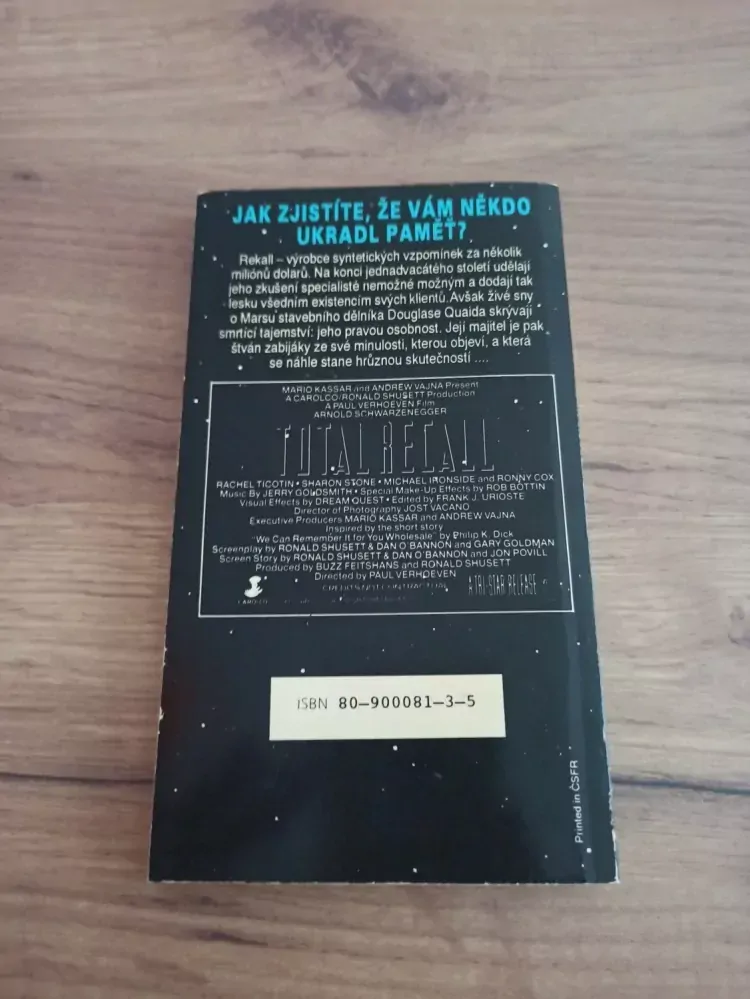 JAK ZJISTÍTE, ŽE VÁM NĚKDO
UKRADL PAMĚŤ?
Rekall – výrobce syntetických vzpomínek za několik
miliónů dolarů. Na konci jednadvacátého století udělají
jeho zkušení specialisté nemožné možným a dodají tak
lesku všedním existencím svých klientů. Avšak živé sny
o Marsu stavebního dělníka Douglase Quaida skrývají
smrtící tajemství: jeho pravou osobnost. Její majitel je pak
štván zabijáky ze své minulosti, kterou objeví, a která
se náhle stane hrůznou skutečností ....
MARIO KASSAR and ANDREW VAJNA Present
A CAROLCO/RONALD SHUSETT Production
A PAUL VERHOEVEN Film
ARNOLD SCHWARZENEGGER
TOTAL RECALL
RACHEL TICOTIN • SHARON STONE • MICHAEL IRONSIDE and RONNY COX
Music By JERRY GOLDSMITH • Special Make-Up Effects by ROB BOTTIN
Visual Effects by DREAM QUEST • Edited by FRANK J. URIOSTE
Director of Photography JOST VACANO
Executive Producers MARIO KASSAR and ANDREW VAJNA
Inspired by the short story
"We Can Remember It for You Wholesale" by Philip K. Dick
Screenplay by RONALD SHUSETT & DAN O'BANNON and GARY GOLDMAN
Screen Story by RONALD SHUSETT & DAN O'BANNON and JON POVILL
Produced by BUZZ FEITSHANS and RONALD SHUSETT
Directed by PAUL VERHOEVEN
CREDITS NOT CONTRACTUAL
A TRI-STAR RELEASE
ISBN 80–900081–3–5
Printed in ČSFR